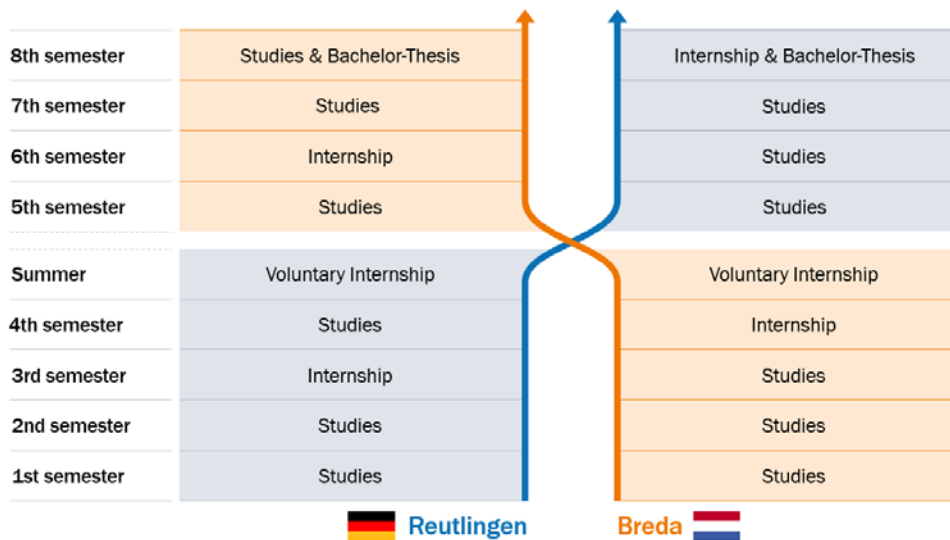 8th semester Studies & Bachelor-Thesis Internship & Bachelor-Thesis
7th semester Studies Studies
6th semester Internship Studies
5th semester Studies Studies
Summer Voluntary Internship Voluntary Internship
4th semester Studies Internship
3rd semester Internship Studies
2nd semester Studies Studies
1st semester Studies Studies
Reutlingen Breda